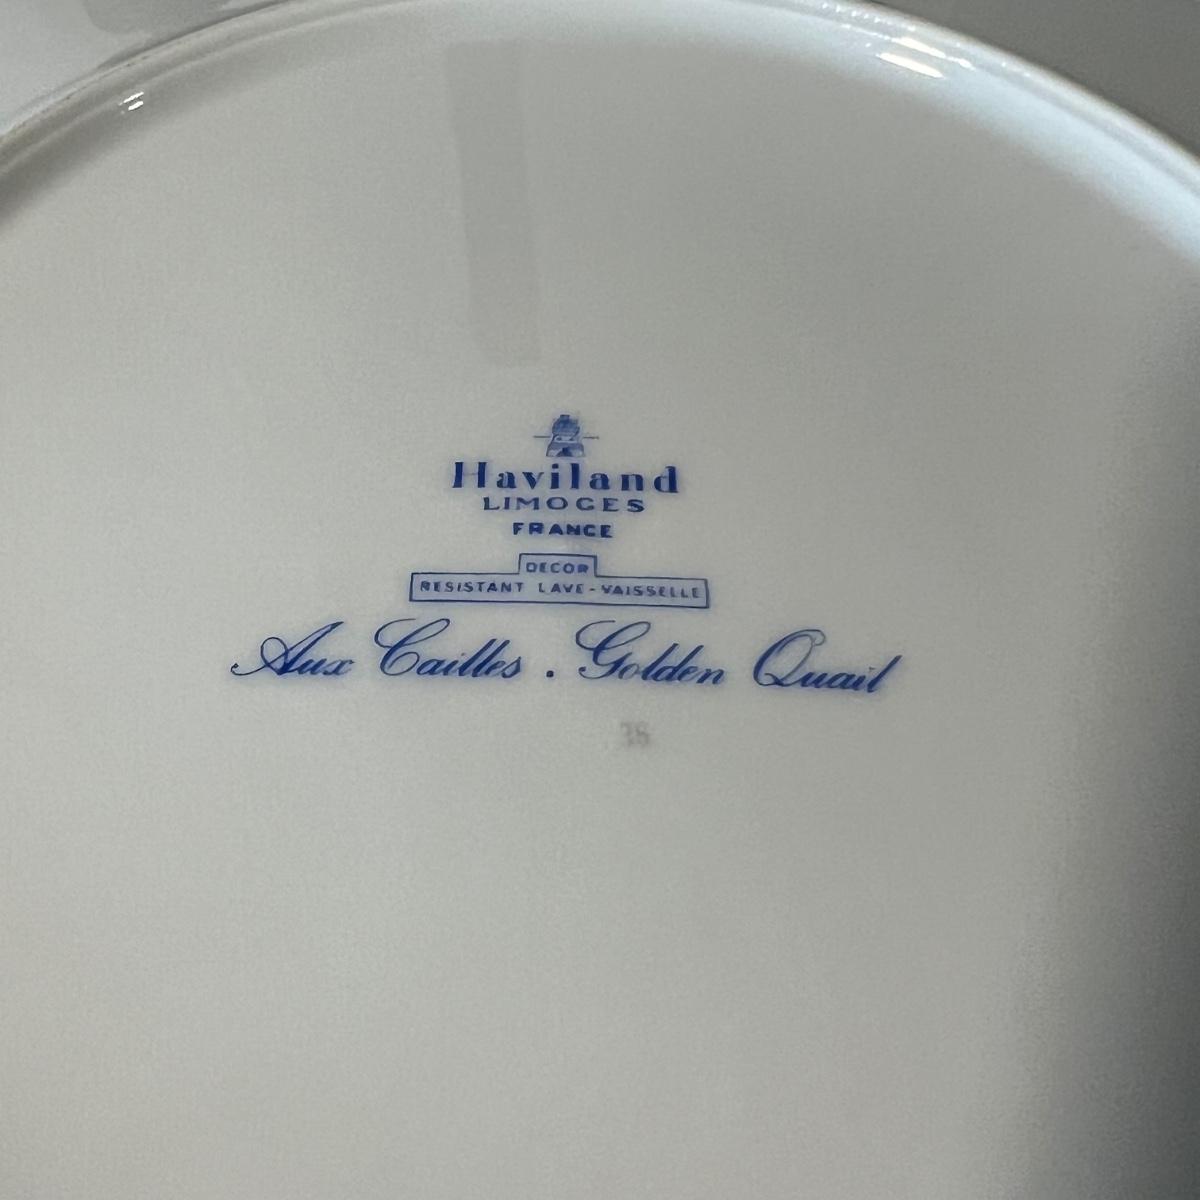 Haviland
LIMOGES
FRANCE
DECOR
RESISTANT LAVE-VAISSELLE
Aux Cailles . Golden Quail